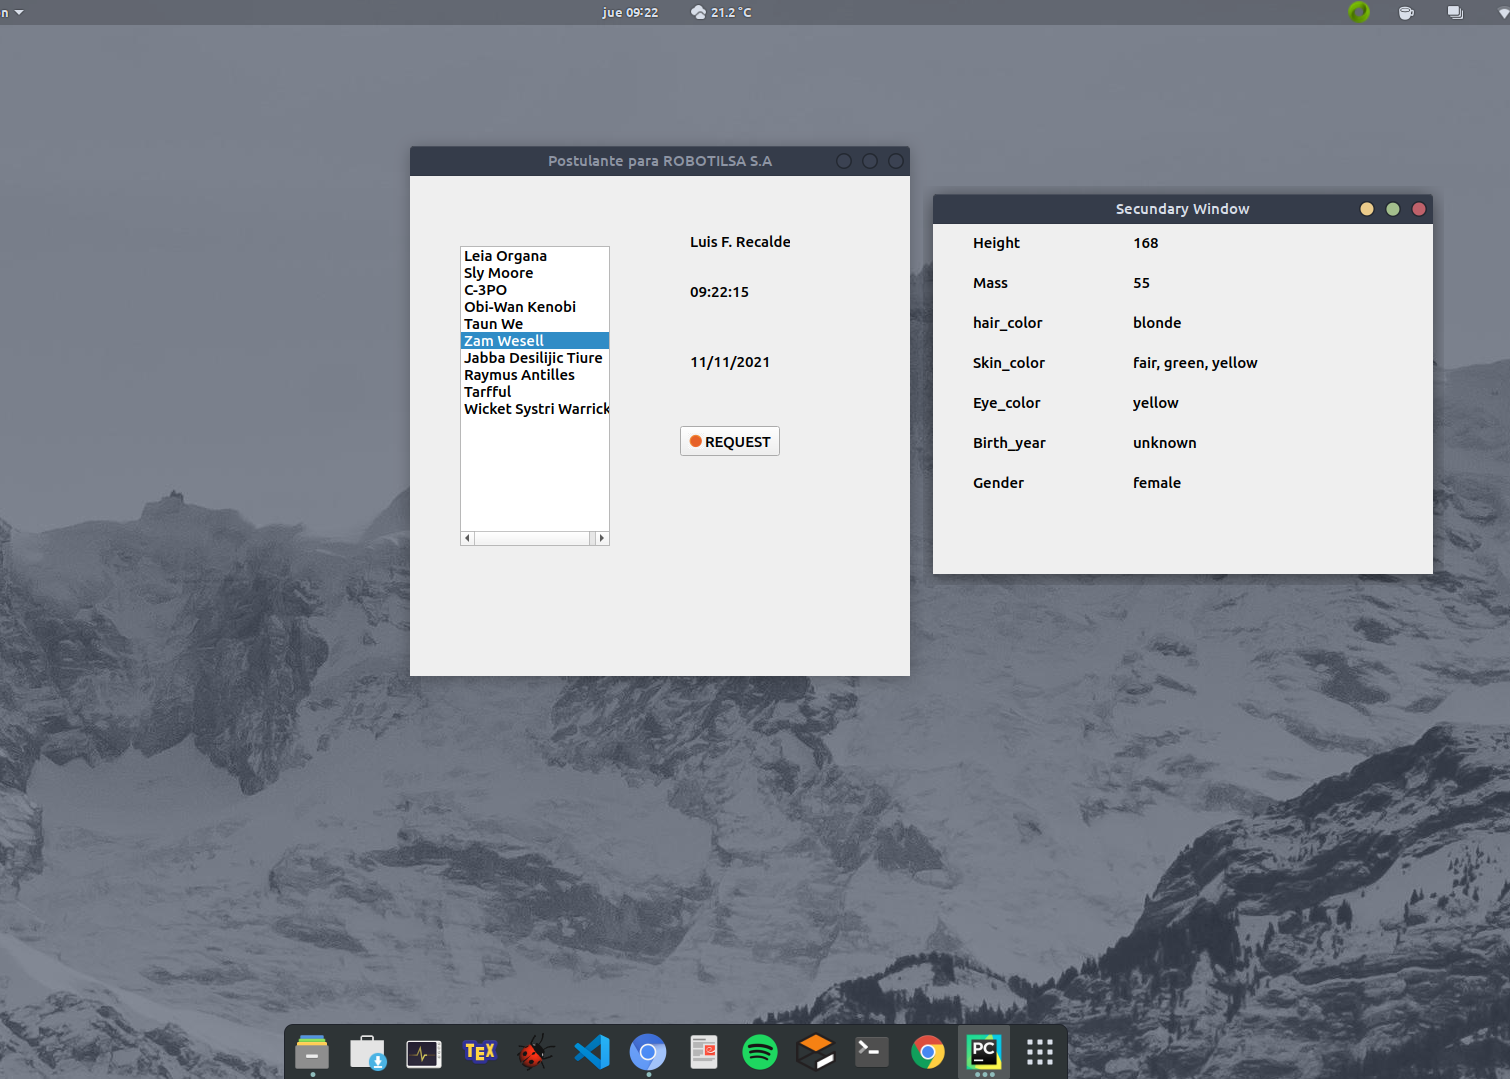 n
jue 09:22
21.2 °C
Postulante para ROBOTILSA S.A
Leia Organa
Sly Moore
C-3PO
Obi-Wan Kenobi
Taun We
Zam Wesell
Jabba Desilijic Tiure
Raymus Antilles
Tarfful
Wicket Systri Warrick
Luis F. Recalde
09:22:15
11/11/2021
REQUEST
Secundary Window
Height 168
Mass 55
hair_color blonde
Skin_color fair, green, yellow
Eye_color yellow
Birth_year unknown
Gender female
TEX
PC